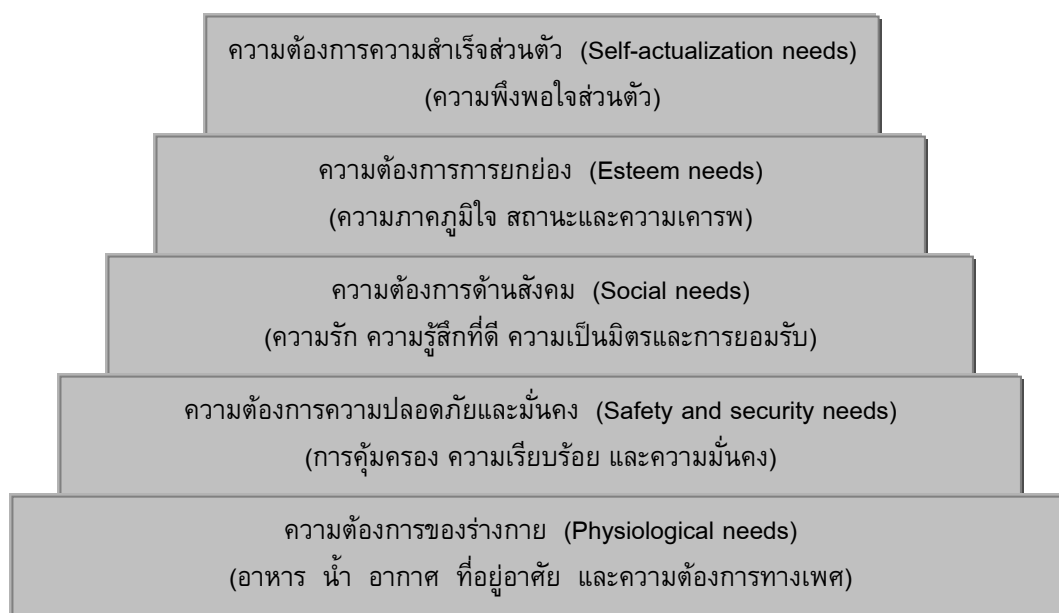 ความต้องการความสำเร็จส่วนตัว (Self-actualization needs)
(ความพึงพอใจส่วนตัว)
ความต้องการการยกย่อง (Esteem needs)
(ความภาคภูมิใจ สถานะและความเคารพ)
ความต้องการด้านสังคม (Social needs)
(ความรัก ความรู้สึกที่ดี ความเป็นมิตรและการยอมรับ)
ความต้องการความปลอดภัยและมั่นคง (Safety and security needs)
(การคุ้มครอง ความเรียบร้อย และความมั่นคง)
ความต้องการของร่างกาย (Physiological needs)
(อาหาร น้ำ อากาศ ที่อยู่อาศัย และความต้องการทางเพศ)